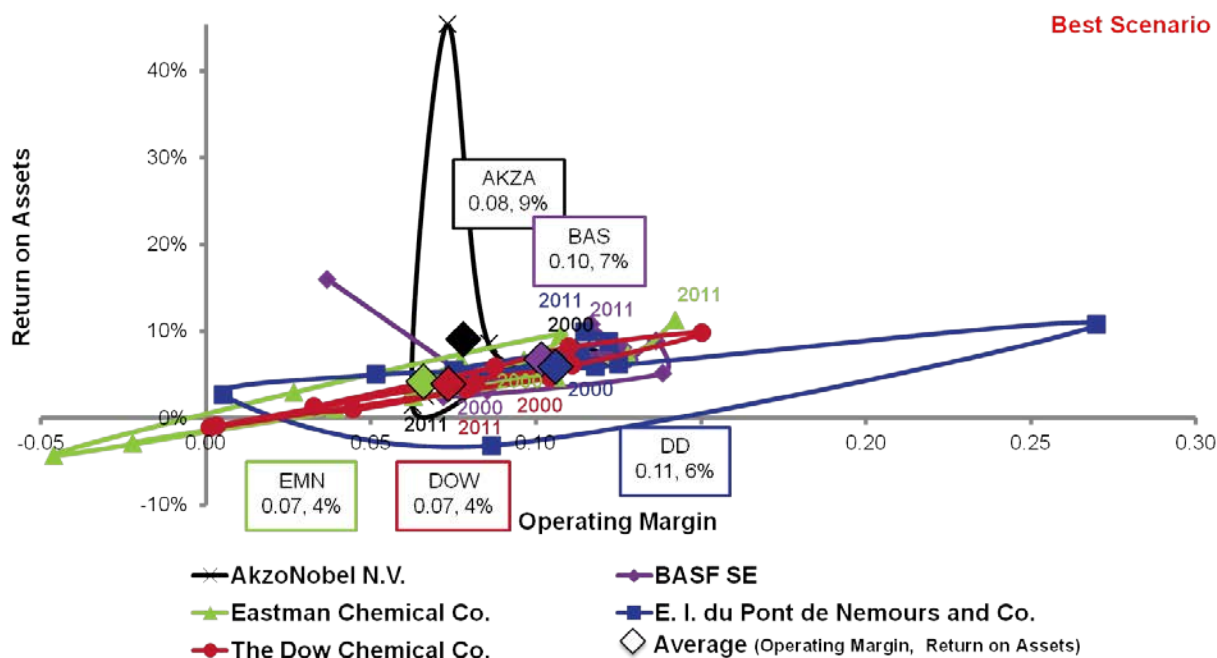 Best Scenario
40%
30%
20%
10%
0%
-10%
Return on Assets
AKZA
0.08, 9%
BAS
0.10, 7%
2011
2011
2011
2000
2000
2000
2000
2000
2011
2011
-0.05
0.00
0.05
0.10
0.20
0.25
0.30
EMN
0.07, 4%
DOW
0.07, 4%
DD
0.11, 6%
Operating Margin
AkzoNobel N.V.
BASF SE
Eastman Chemical Co.
E. I. du Pont de Nemours and Co.
The Dow Chemical Co.
Average (Operating Margin, Return on Assets)